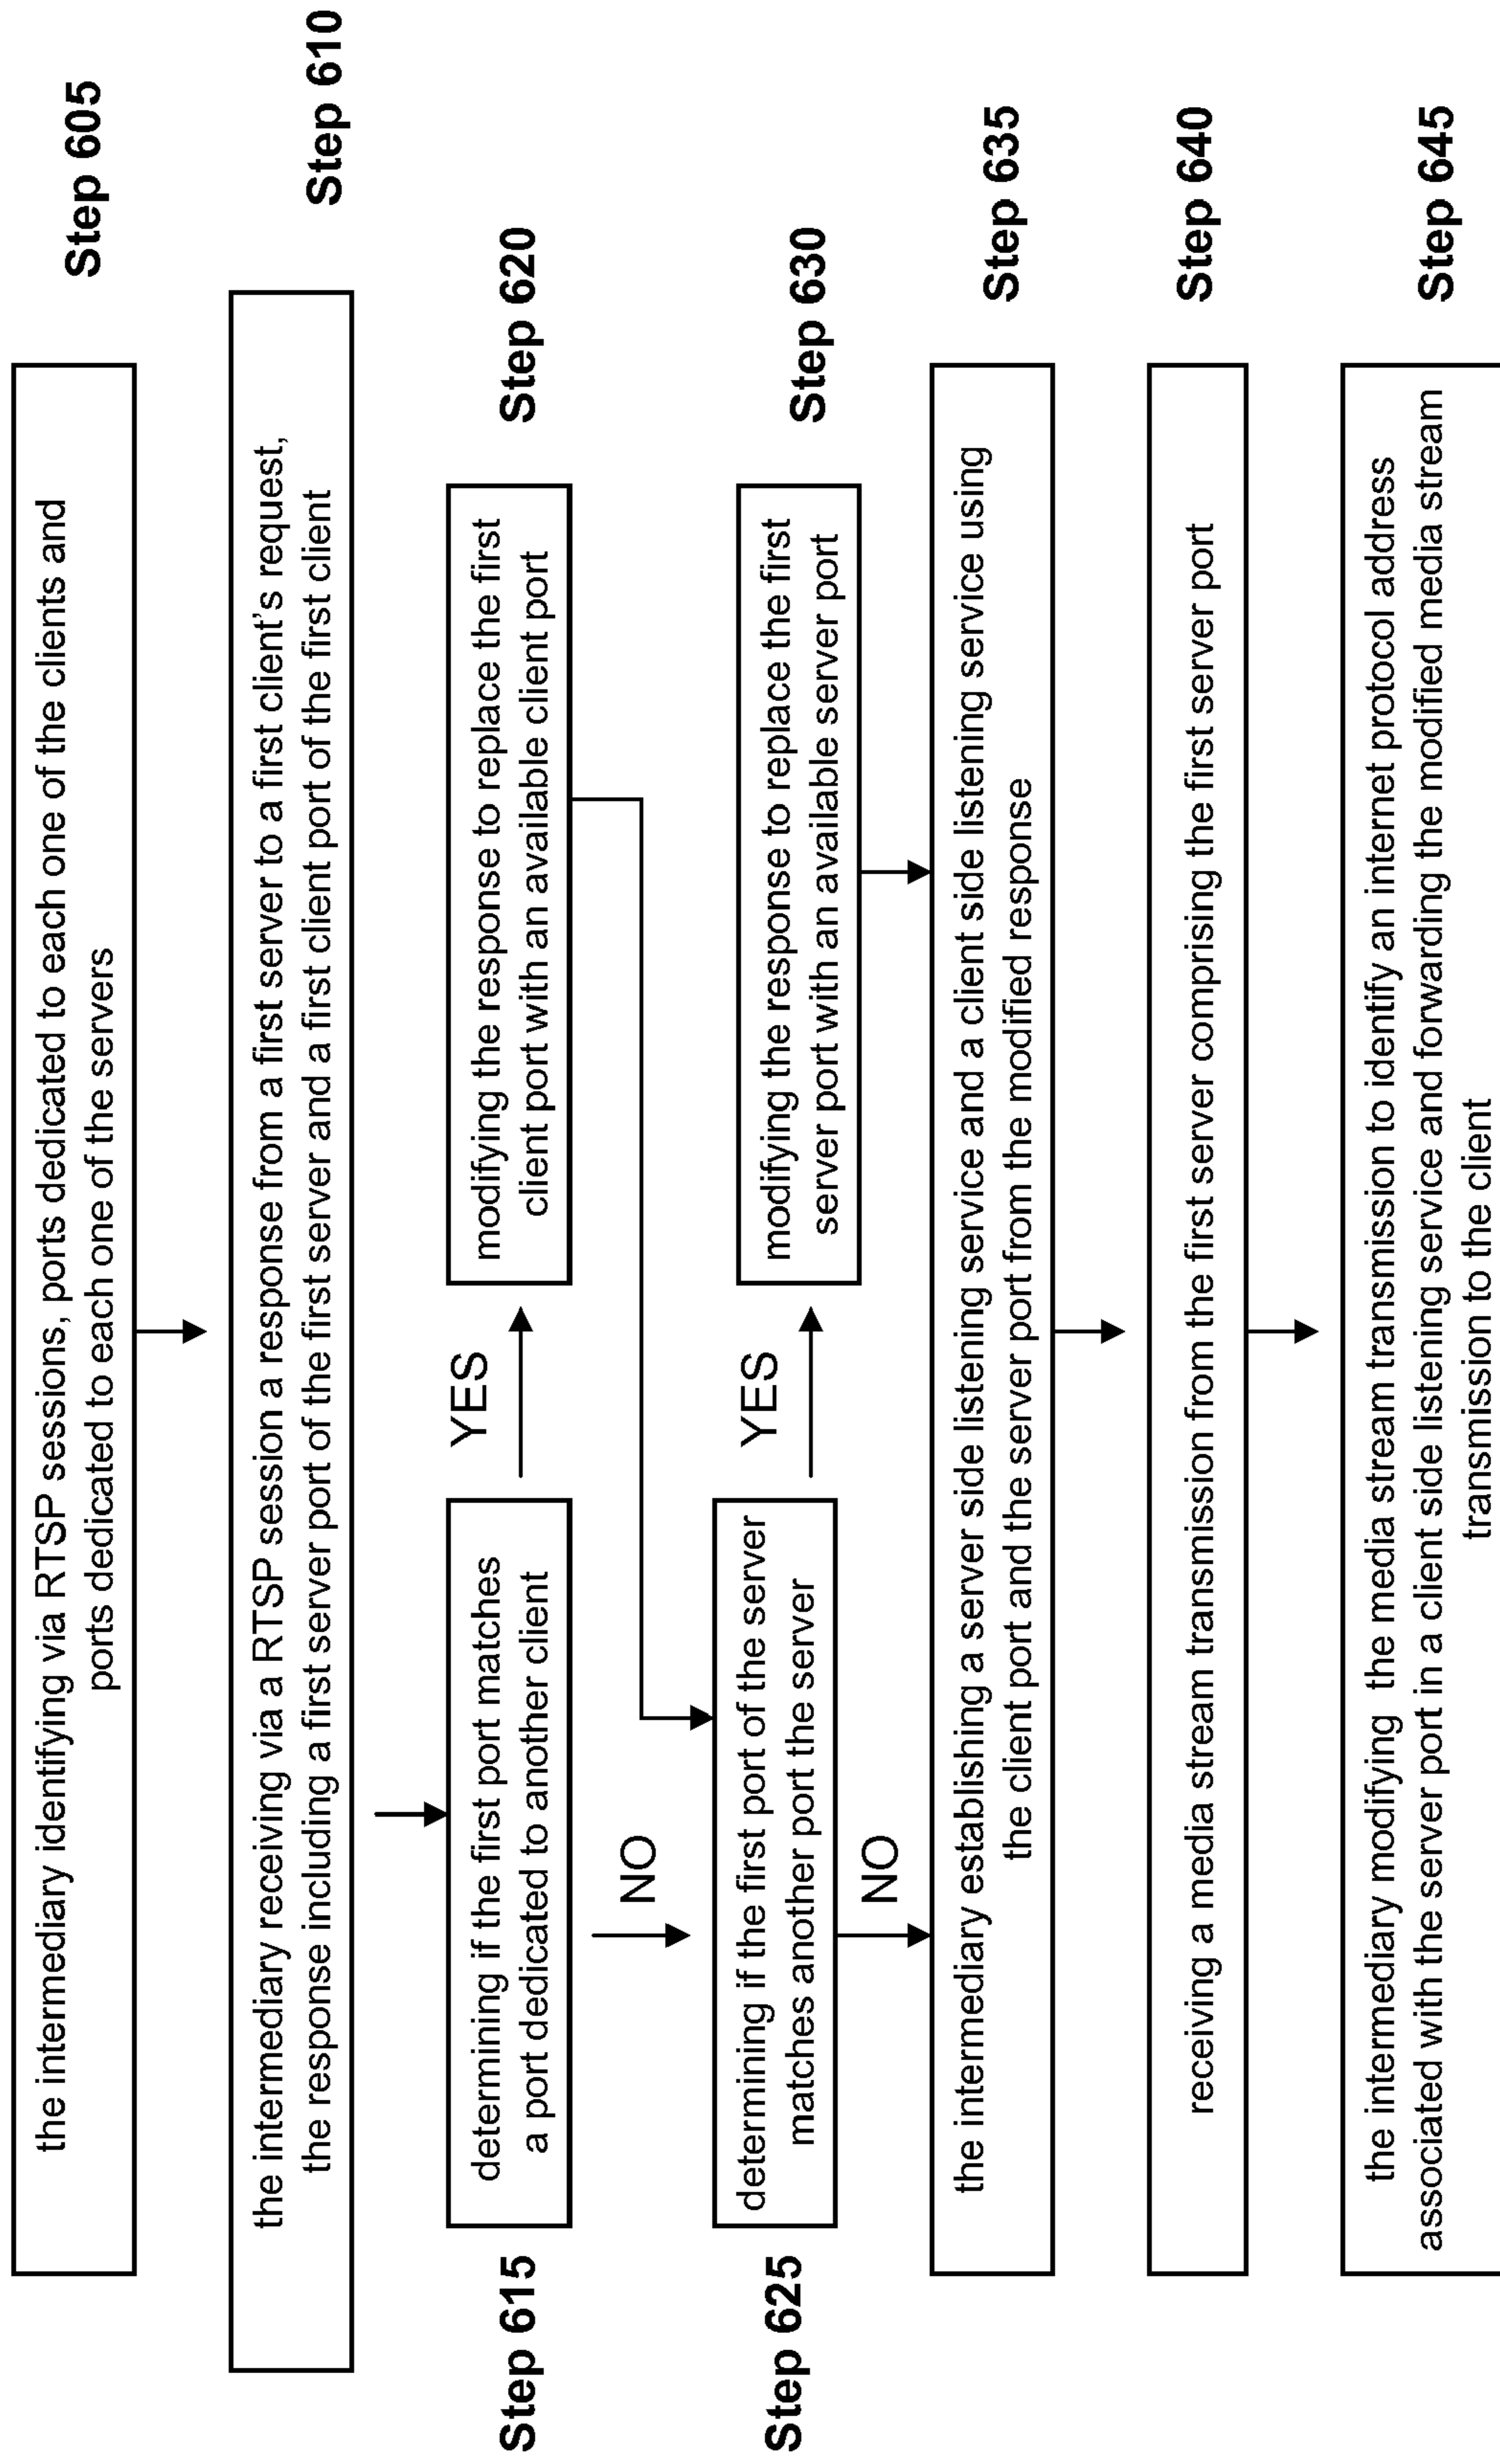 the intermediary identifying via RTSP sessions, ports dedicated to each one of the clients and
ports dedicated to each one of the servers
Step 605
the intermediary receiving via a RTSP session a response from a first server to a first client's request,
the response including a first server port of the first server and a first client port of the first client
Step 610
Step 615
determining if the first port matches
a port dedicated to another client
YES
modifying the response to replace the first
client port with an available client port
Step 620
NO
Step 625
determining if the first port of the server
matches another port the server
YES
modifying the response to replace the first
server port with an available server port
Step 630
NO
the intermediary establishing a server side listening service and a client side listening service using
the client port and the server port from the modified response
Step 635
receiving a media stream transmission from the first server comprising the first server port
Step 640
the intermediary modifying the media stream transmission to identify an internet protocol address
associated with the server port in a client side listening service and forwarding the modified media stream
transmission to the client
Step 645